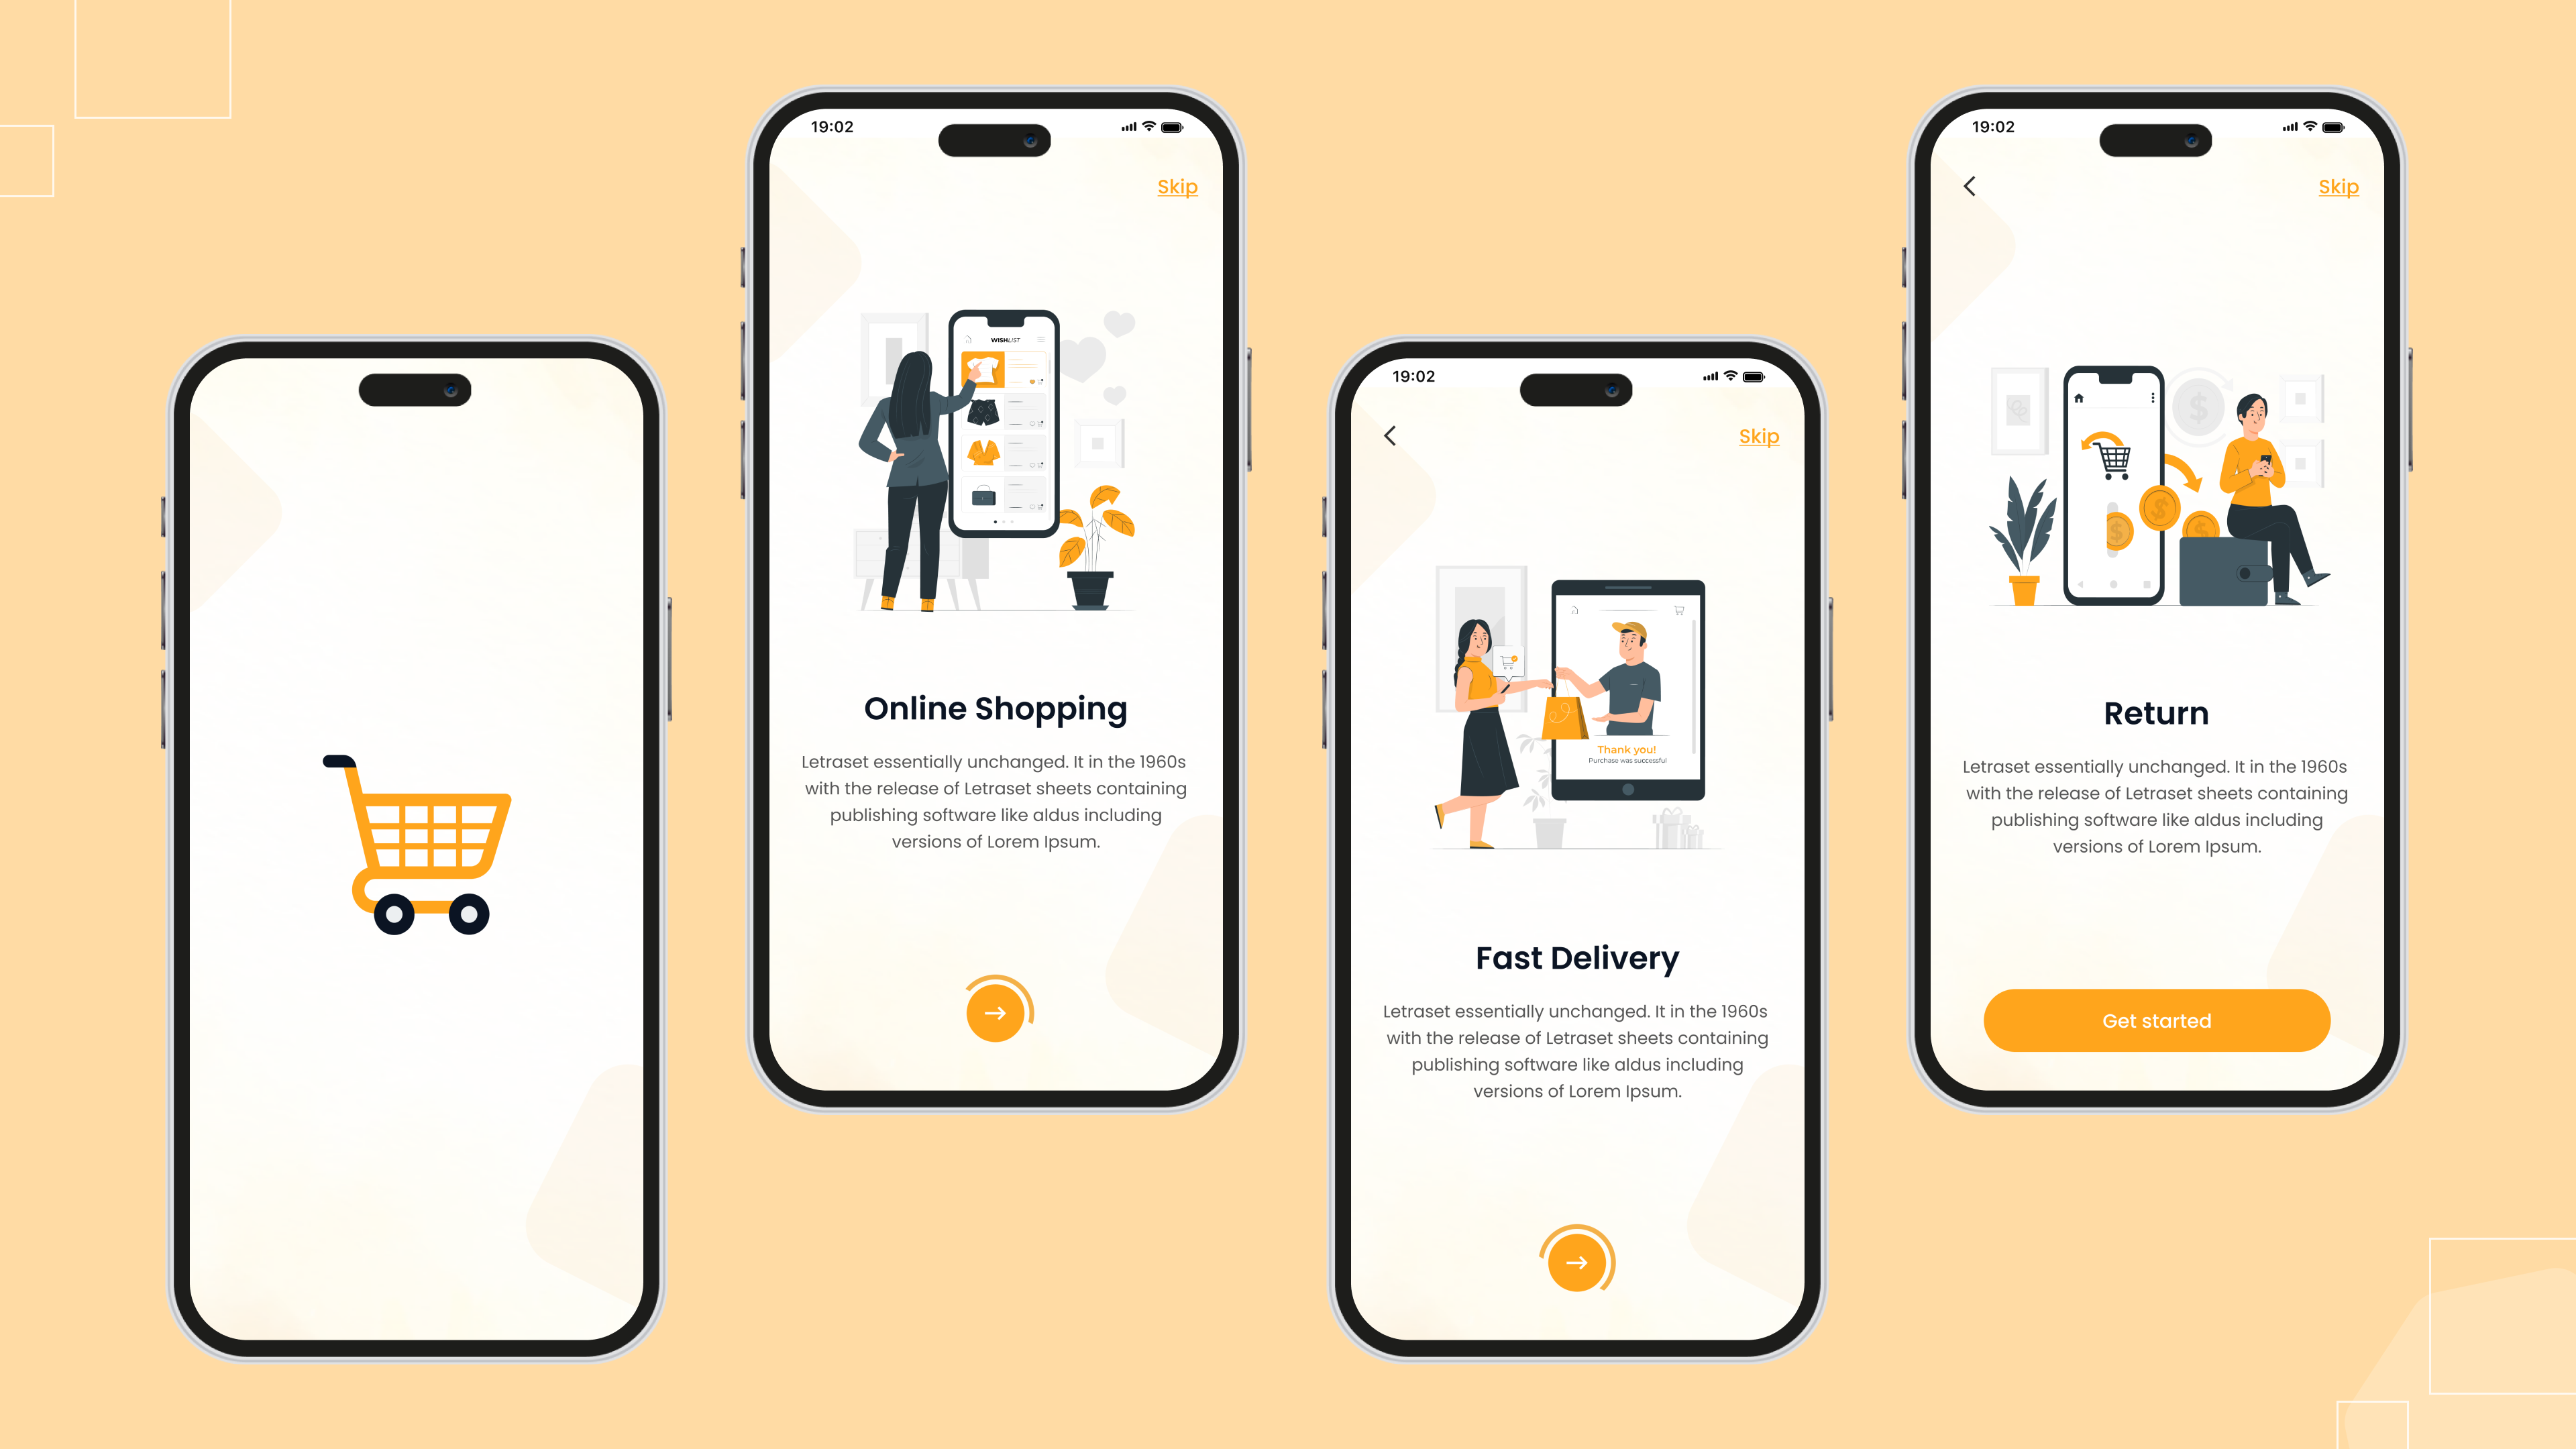 19:02
Skip
WISHLIST
Online Shopping
Letraset essentially unchanged. It in the 1960s
with the release of Letraset sheets containing
publishing software like aldus including
versions of Lorem Ipsum.
19:02
Skip
Thank you!
Purchase was successful
Fast Delivery
Letraset essentially unchanged. It in the 1960s
with the release of Letraset sheets containing
publishing software like aldus including
versions of Lorem Ipsum.
19:02
Skip
$
$
$
$
Return
Letraset essentially unchanged. It in the 1960s
with the release of Letraset sheets containing
publishing software like aldus including
versions of Lorem Ipsum.
Get started